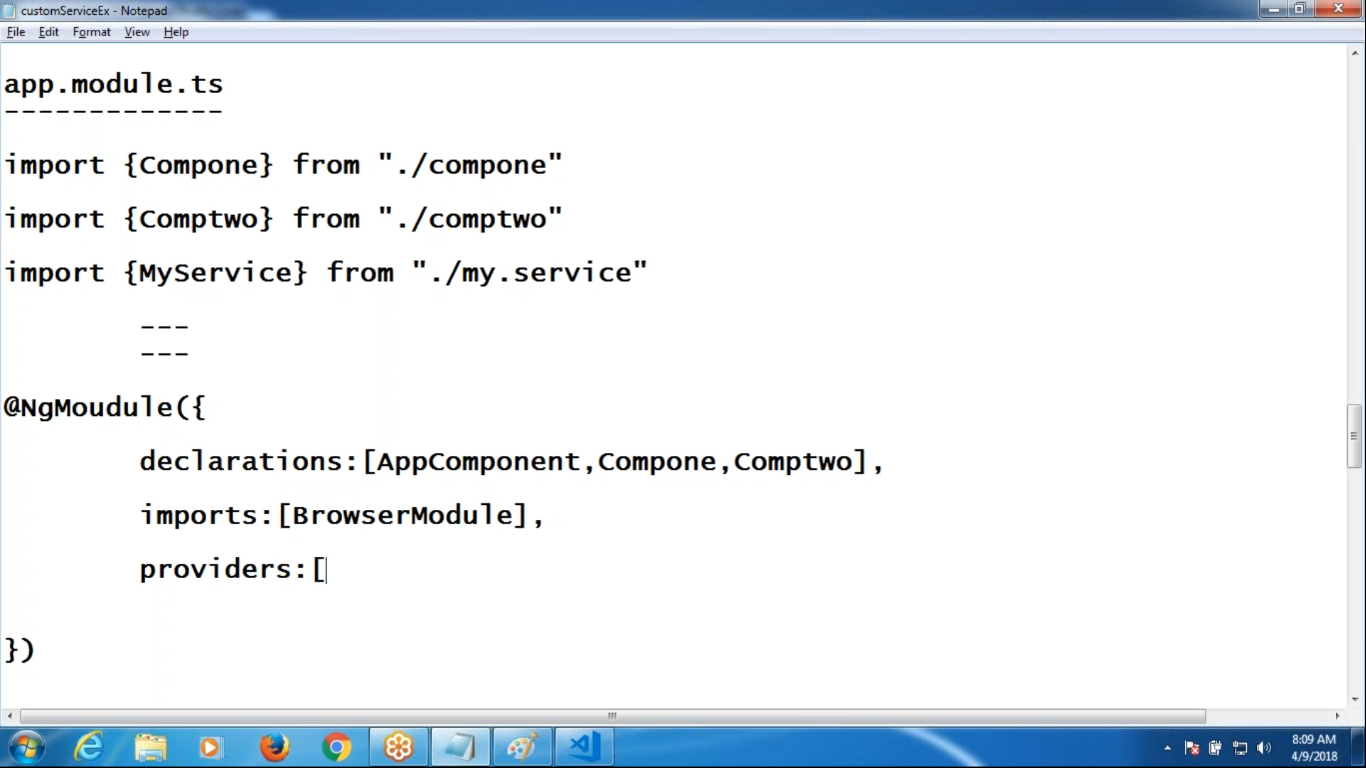 customServiceEx - Notepad
File Edit Format View Help
app.module.ts
-------------
import {Compone} from "./compone"
import {Comptwo} from "./comptwo"
import {MyService} from "./my.service"
---
---
@NgMoudule({
declarations:[AppComponent,Compone,Comptwo],
imports:[BrowserModule],
providers:[
})
8:09 AM
4/9/2018